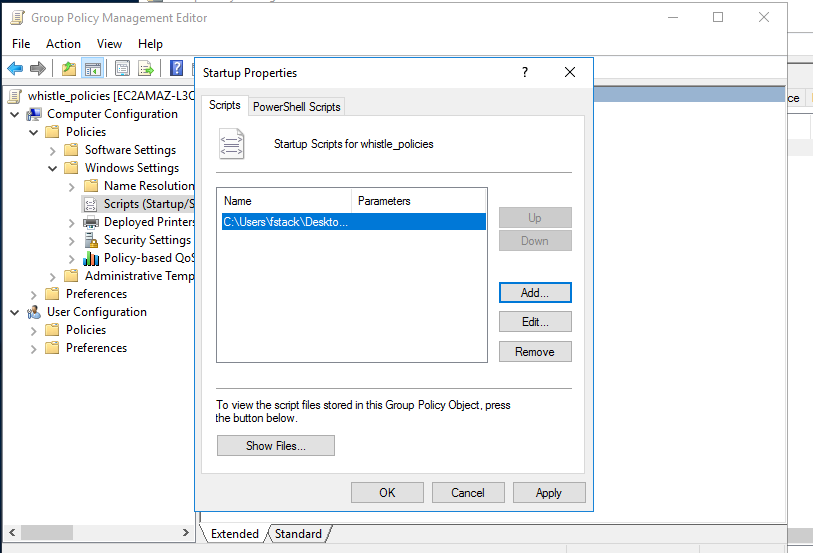 Group Policy Management Editor
File Action View Help
whistle_policies [EC2AMAZ-L3C
Computer Configuration
Policies
Software Settings
Windows Settings
Name Resolution
Scripts (Startup/S
Deployed Printers
Security Settings
Policy-based QoS
Administrative Temp
Preferences
User Configuration
Policies
Preferences
Startup Properties
Scripts PowerShell Scripts
Startup Scripts for whistle_policies
Name Parameters
C:\Users\fstack\Deskto...
Up
Down
Add...
Edit...
Remove
To view the script files stored in this Group Policy Object, press
the button below.
Show Files...
OK Cancel Apply
Extended Standard
ce